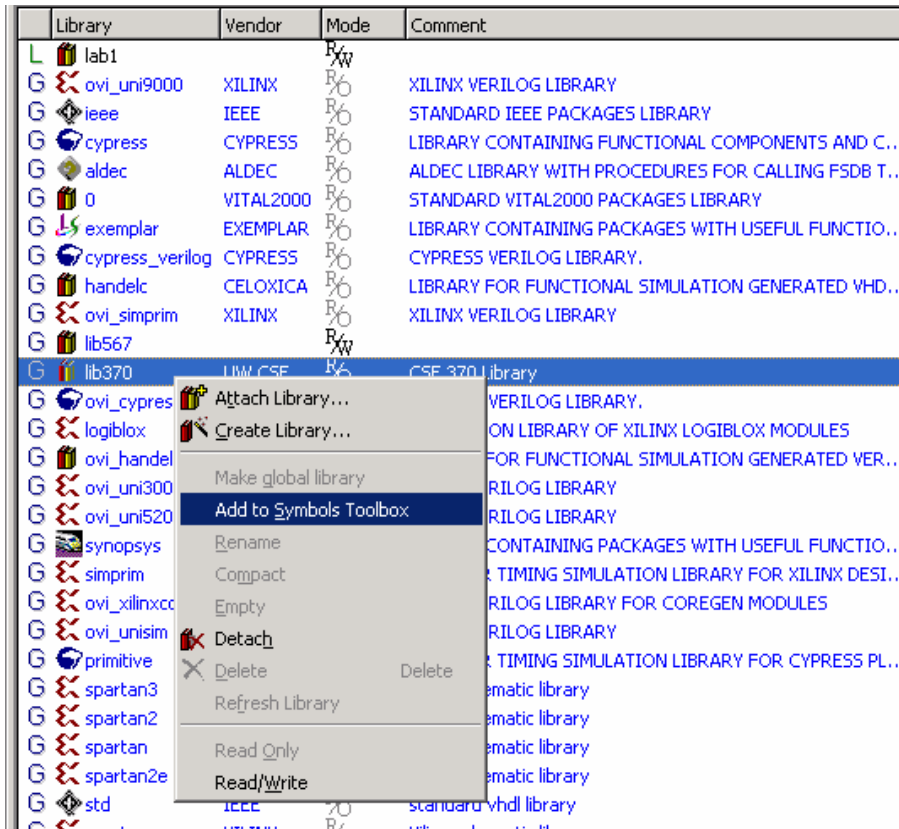 Library Vendor Mode Comment
L lab1 R/W
G ovi_uni9000 XILINX R/O XILINX VERILOG LIBRARY
G ieee IEEE R/O STANDARD IEEE PACKAGES LIBRARY
G cypress CYPRESS R/O LIBRARY CONTAINING FUNCTIONAL COMPONENTS AND C...
G aldec ALDEC R/O ALDEC LIBRARY WITH PROCEDURES FOR CALLING FSDB T...
G 0 VITAL2000 R/O STANDARD VITAL2000 PACKAGES LIBRARY
G exemplar EXEMPLAR R/O LIBRARY CONTAINING PACKAGES WITH USEFUL FUNCTIO...
G cypress_verilog CYPRESS R/O CYPRESS VERILOG LIBRARY.
G handelc CELOXICA R/O LIBRARY FOR FUNCTIONAL SIMULATION GENERATED VHD...
G ovi_simprim XILINX R/O XILINX VERILOG LIBRARY
G lib567 R/W
G lib370 UW CSE R/O CSE 370 Library
G ovi_cypres Attach Library... VERILOG LIBRARY.
G logiblox Create Library... ON LIBRARY OF XILINX LOGIBLOX MODULES
G ovi_handel FOR FUNCTIONAL SIMULATION GENERATED VER...
Make global library
G ovi_uni300 RILOG LIBRARY
G ovi_uni520 Add to Symbols Toolbox RILOG LIBRARY
G synopsys Rename CONTAINING PACKAGES WITH USEFUL FUNCTIO...
G simprim Compact TIMING SIMULATION LIBRARY FOR XILINX DESI...
G ovi_xilinxco Empty RILOG LIBRARY FOR COREGEN MODULES
G ovi_unisim Detach RILOG LIBRARY
G primitive Delete Delete TIMING SIMULATION LIBRARY FOR CYPRESS PL...
G spartan3 Refresh Library ematic library
G spartan2 ematic library
G spartan Read Only ematic library
G spartan2e Read/Write ematic library
G std IEEE R/O standard vhdl library